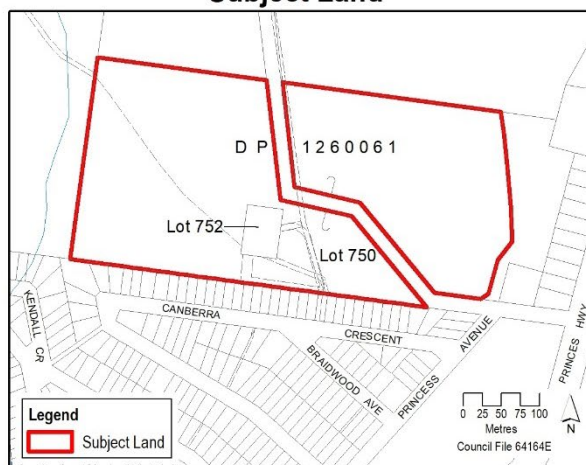 Subject Land
D P 1260061
Lot 752
Lot 750
KENDALL CR
CANBERRA
CRESCENT
BRAIDWOOD AVE
PRINCESS
AVENUE
PRINCES HWY
Legend
Subject Land
0 25 50 75 100
Metres
Council File 64164E
N